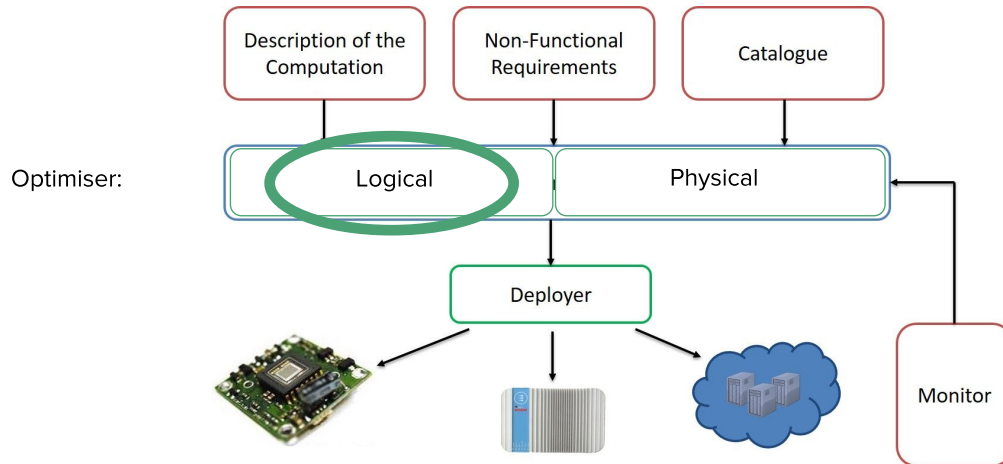 Description of the
Computation
Non-Functional
Requirements
Catalogue
Optimiser:
Logical
Physical
Deployer
Monitor